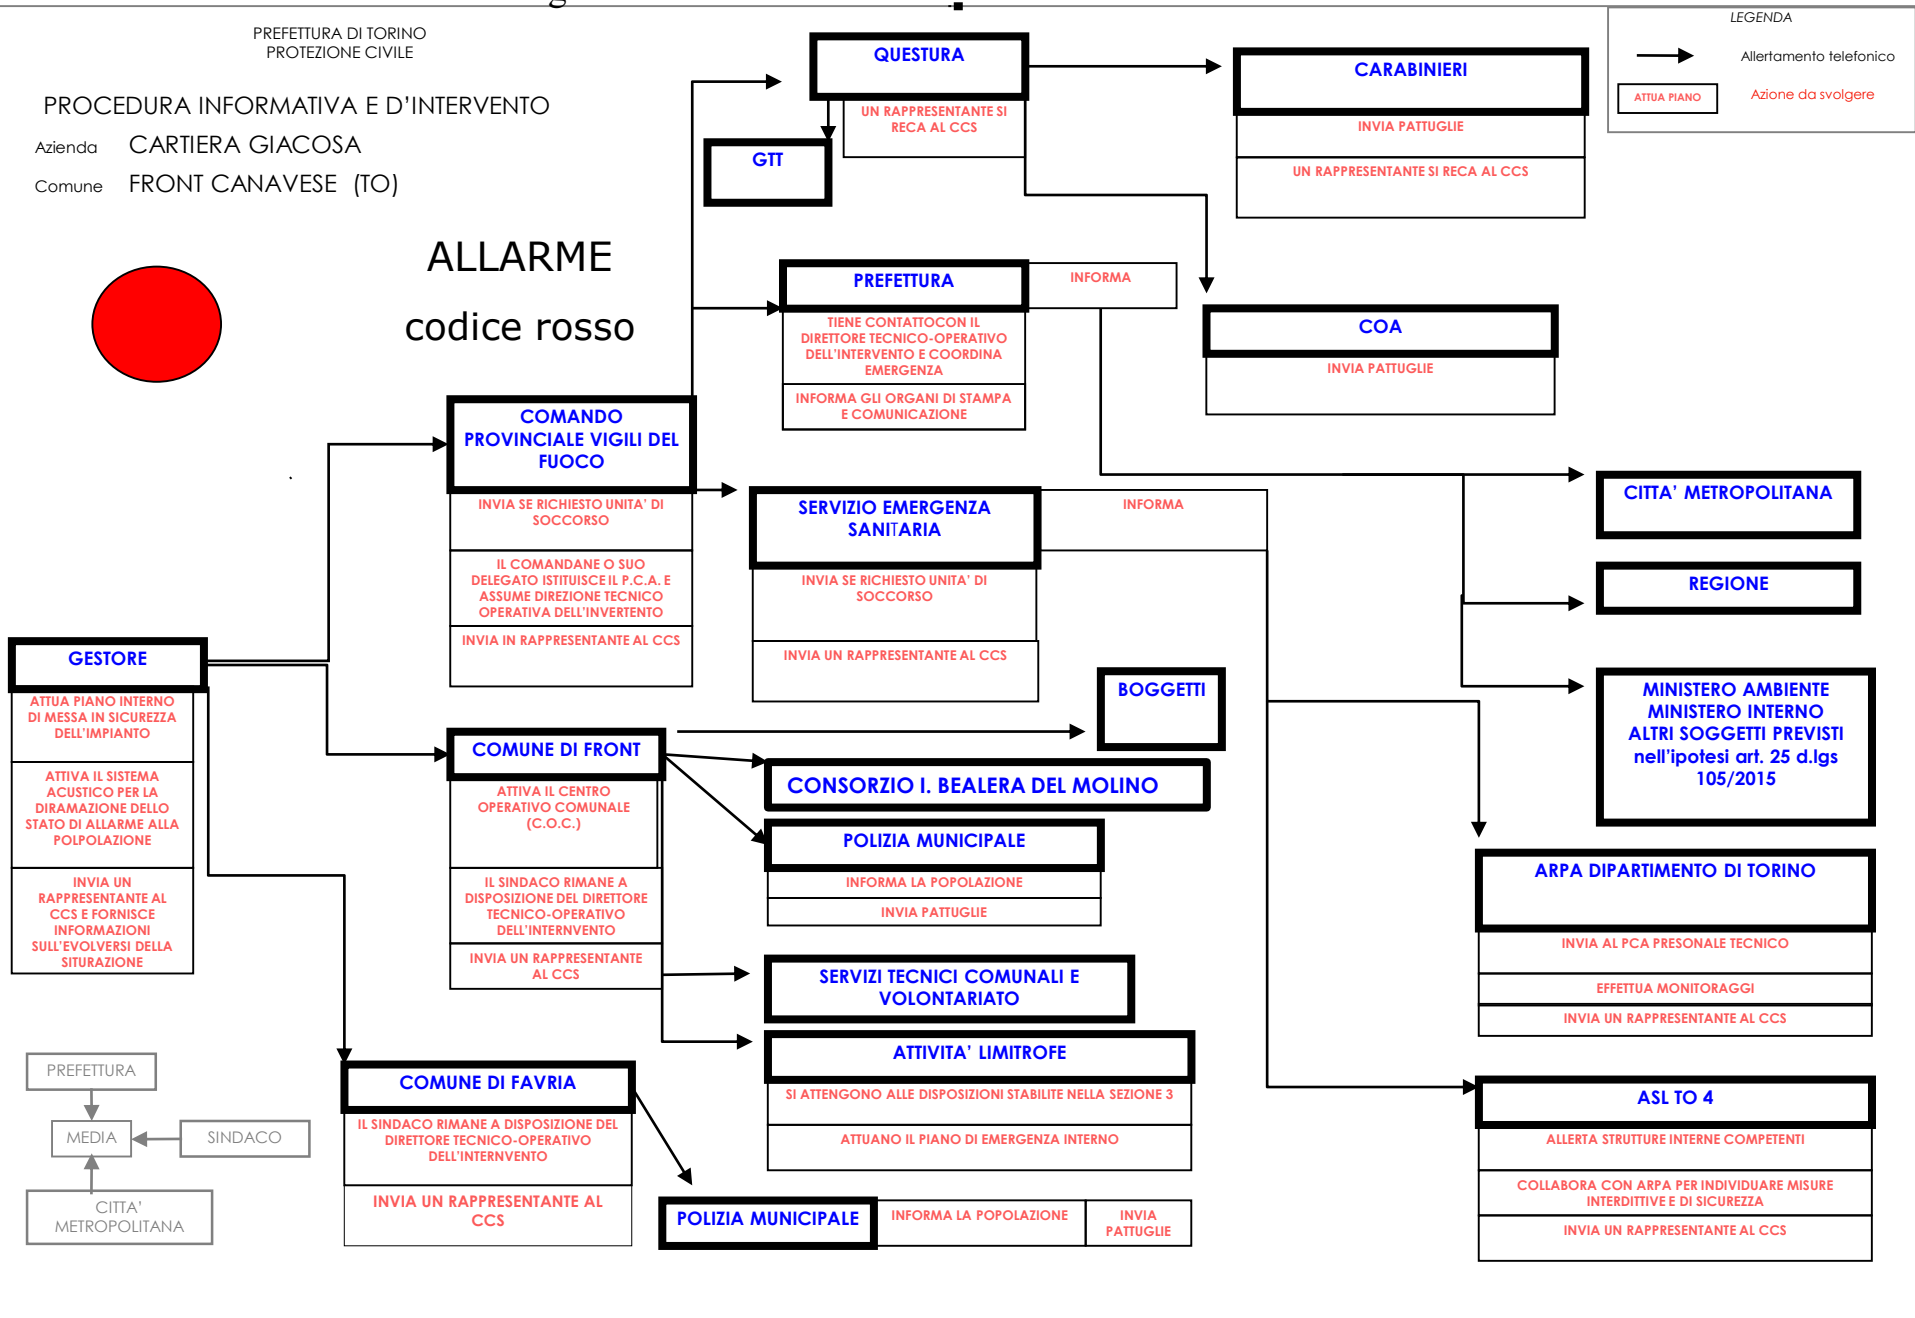 PREFETTURA DI TORINO
PROTEZIONE CIVILE
PROCEDURA INFORMATIVA E D'INTERVENTO
Azienda CARTIERA GIACOSA
Comune FRONT CANAVESE (TO)
ALLARME
codice rosso
LEGENDA
Allertamento telefonico
ATTUA PIANO
Azione da svolgere
QUESTURA
UN RAPPRESENTANTE SI
RECA AL CCS
GTT
CARABINIERI
INVIA PATTUGLIE
UN RAPPRESENTANTE SI RECA AL CCS
PREFETTURA
INFORMA
TIENE CONTATTOCON IL
DIRETTORE TECNICO-OPERATIVO
DELL'INTERVENTO E COORDINA
EMERGENZA
INFORMA GLI ORGANI DI STAMPA
E COMUNICAZIONE
COA
INVIA PATTUGLIE
COMANDO
PROVINCIALE VIGILI DEL
FUOCO
INVIA SE RICHIESTO UNITA' DI
SOCCORSO
IL COMANDANE O SUO
DELEGATO ISTITUISCE IL P.C.A. E
ASSUME DIREZIONE TECNICO
OPERATIVA DELL'INVERTENTO
INVIA IN RAPPRESENTANTE AL CCS
SERVIZIO EMERGENZA
SANITARIA
INFORMA
INVIA SE RICHIESTO UNITA' DI
SOCCORSO
INVIA UN RAPPRESENTANTE AL CCS
CITTA' METROPOLITANA
REGIONE
MINISTERO AMBIENTE
MINISTERO INTERNO
ALTRI SOGGETTI PREVISTI
nell'ipotesi art. 25 d.lgs
105/2015
GESTORE
ATTUA PIANO INTERNO
DI MESSA IN SICUREZZA
DELL'IMPIANTO
ATTIVA IL SISTEMA
ACUSTICO PER LA
DIRAMAZIONE DELLO
STATO DI ALLARME ALLA
POLPOLAZIONE
INVIA UN
RAPPRESENTANTE AL
CCS E FORNISCE
INFORMAZIONI
SULL'EVOLVERSI DELLA
SITURAZIONE
BOGGETTI
COMUNE DI FRONT
ATTIVA IL CENTRO
OPERATIVO COMUNALE
(C.O.C.)
IL SINDACO RIMANE A
DISPOSIZIONE DEL DIRETTORE
TECNICO-OPERATIVO
DELL'INTERNVENTO
INVIA UN RAPPRESENTANTE
AL CCS
CONSORZIO I. BEALERA DEL MOLINO
POLIZIA MUNICIPALE
INFORMA LA POPOLAZIONE
INVIA PATTUGLIE
SERVIZI TECNICI COMUNALI E
VOLONTARIATO
ATTIVITA' LIMITROFE
SI ATTENGONO ALLE DISPOSIZIONI STABILITE NELLA SEZIONE 3
ATTUANO IL PIANO DI EMERGENZA INTERNO
ARPA DIPARTIMENTO DI TORINO
INVIA AL PCA PRESONALE TECNICO
EFFETTUA MONITORAGGI
INVIA UN RAPPRESENTANTE AL CCS
ASL TO 4
ALLERTA STRUTTURE INTERNE COMPETENTI
COLLABORA CON ARPA PER INDIVIDUARE MISURE
INTERDITTIVE E DI SICUREZZA
INVIA UN RAPPRESENTANTE AL CCS
COMUNE DI FAVRIA
IL SINDACO RIMANE A DISPOSIZIONE DEL
DIRETTORE TECNICO-OPERATIVO
DELL'INTERNVENTO
INVIA UN RAPPRESENTANTE AL
CCS
POLIZIA MUNICIPALE
INFORMA LA POPOLAZIONE
INVIA
PATTUGLIE
PREFETTURA
MEDIA
SINDACO
CITTA'
METROPOLITANA